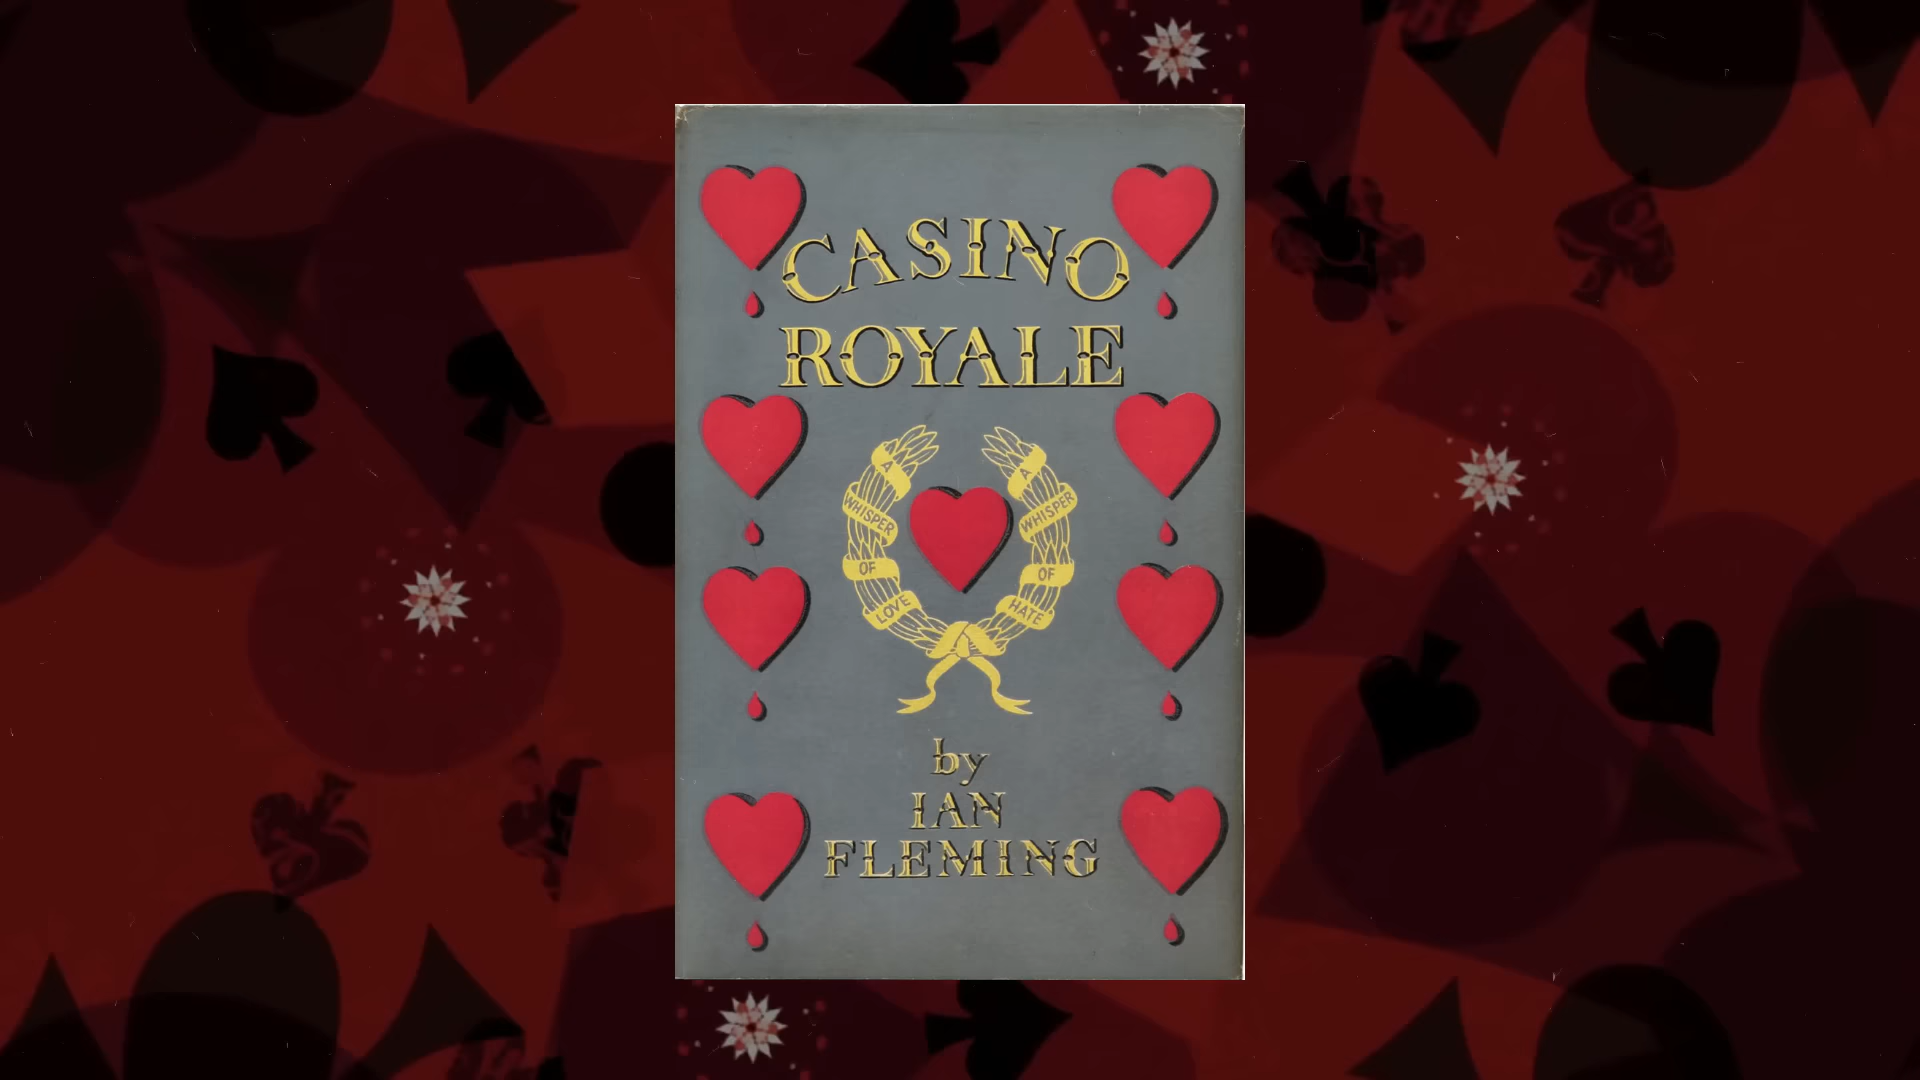 CASINO
ROYALE
A
WHISPER
OF
LOVE
A
WHISPER
OF
HATE
by
IAN
FLEMING